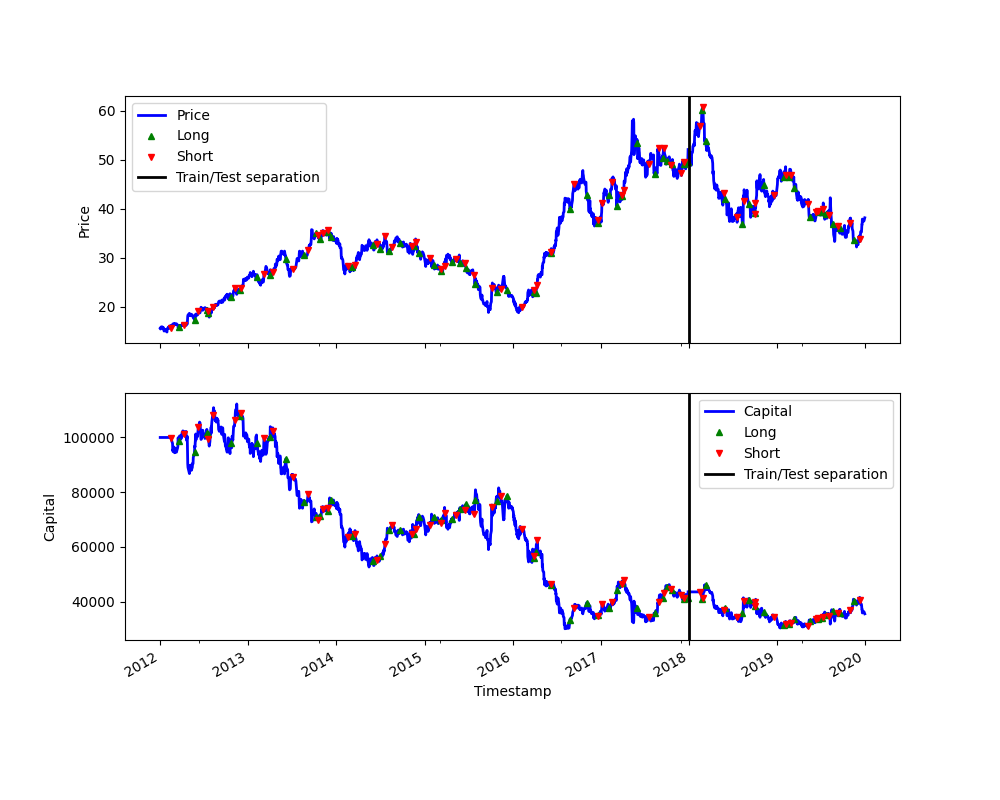 60
50
40
30
20
Price
Price
Long
Short
Train/Test separation
100000
80000
60000
40000
Capital
Capital
Long
Short
Train/Test separation
2012
2013
2014
2015
2016
2017
2018
2019
2020
Timestamp